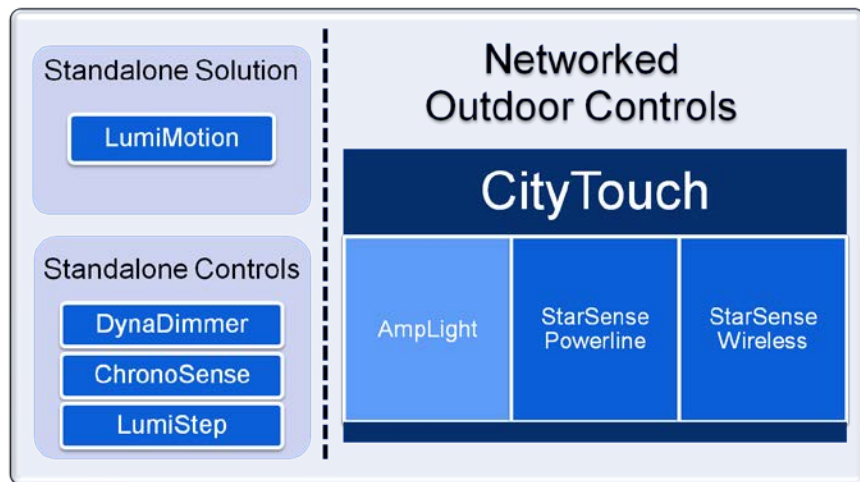 Standalone Solution
LumiMotion
Standalone Controls
DynaDimmer
ChronoSense
LumiStep
Networked
Outdoor Controls
CityTouch
AmpLight
StarSense
Powerline
StarSense
Wireless